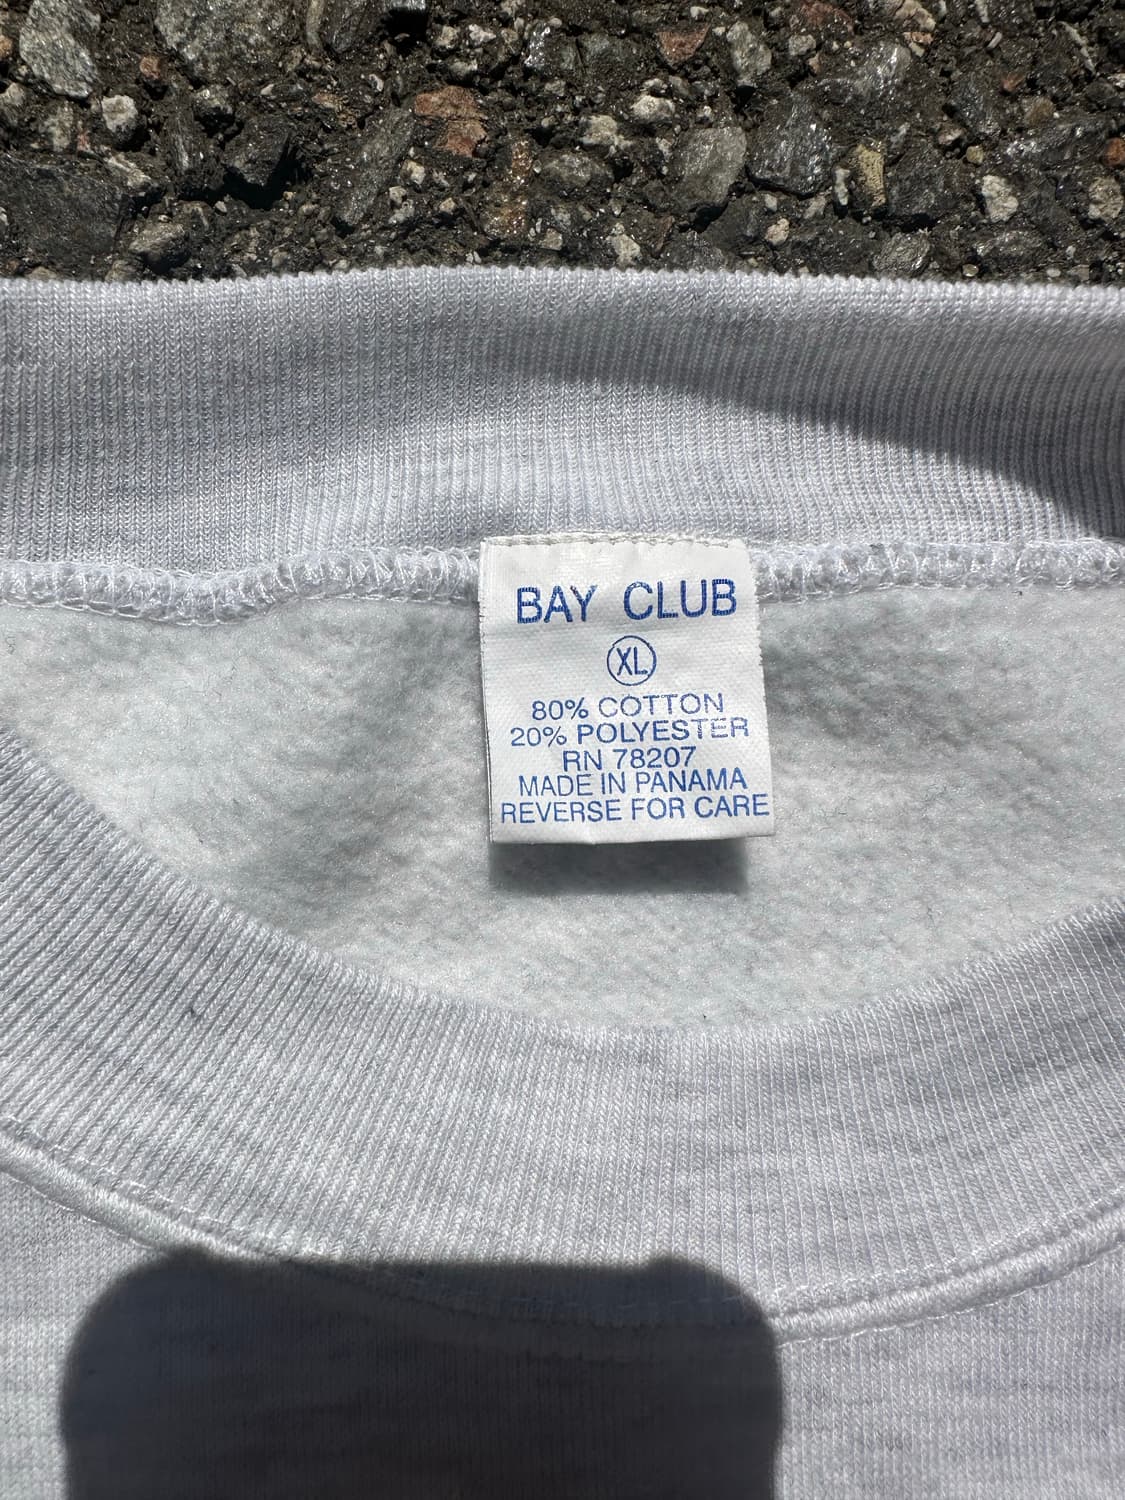 BAY CLUB
XL
80% COTTON
20% POLYESTER
RN 78207
MADE IN PANAMA
REVERSE FOR CARE